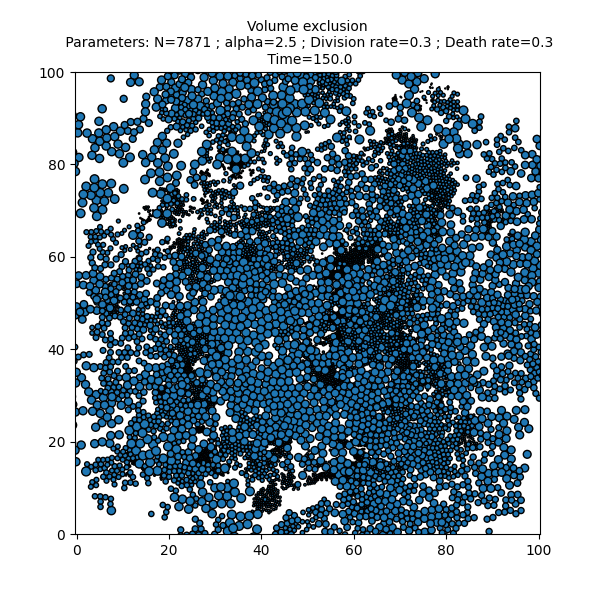 Volume exclusion
Parameters: N=7871 ; alpha=2.5 ; Division rate=0.3 ; Death rate=0.3
Time=150.0
100
80
60
40
20
0
0 20 40 60 80 100